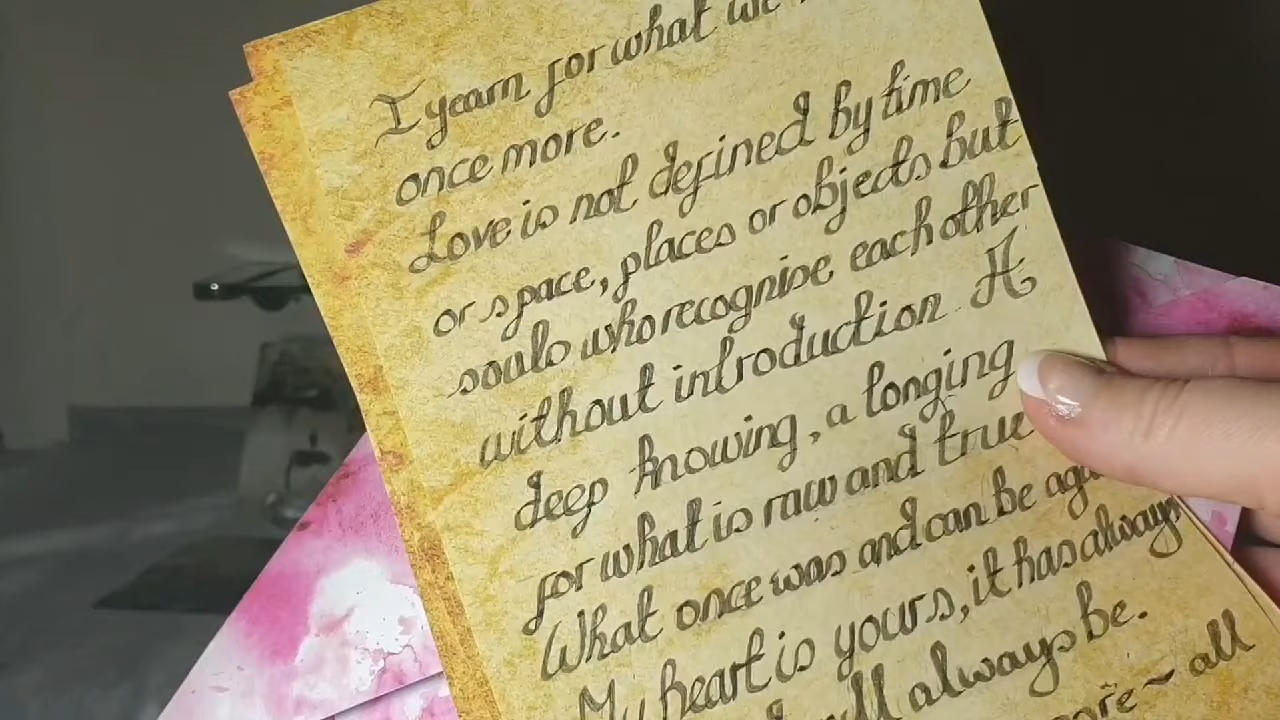 I yearn for what we
once more.
Love is not defined by time
or space, places or objects but
souls who recognise each other
without introduction. A
deep knowing, a longing
for what is raw and true
What once was and can be
My heart is yours, it has always
will always be.
~ all